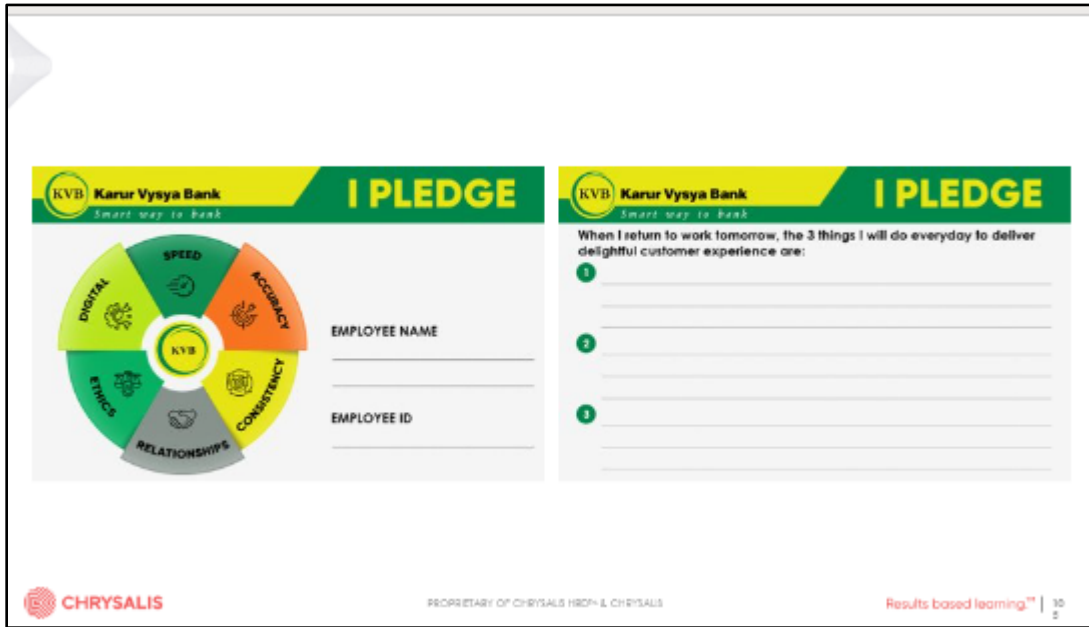 KVB Karur Vysya Bank
Smart way to bank
I PLEDGE
SPEED
ACCURACY
CONSISTENCY
RELATIONSHIPS
ETHICS
DIGITAL
KVB
EMPLOYEE NAME
EMPLOYEE ID
KVB Karur Vysya Bank
Smart way to bank
I PLEDGE
When I return to work tomorrow, the 3 things I will do everyday to deliver
delightful customer experience are:
1
2
3
CHRYSALIS
PROPRIETARY OF CHRYSALIS HRD™ & CHRYSALIS
Results based learning.™ | 10
5